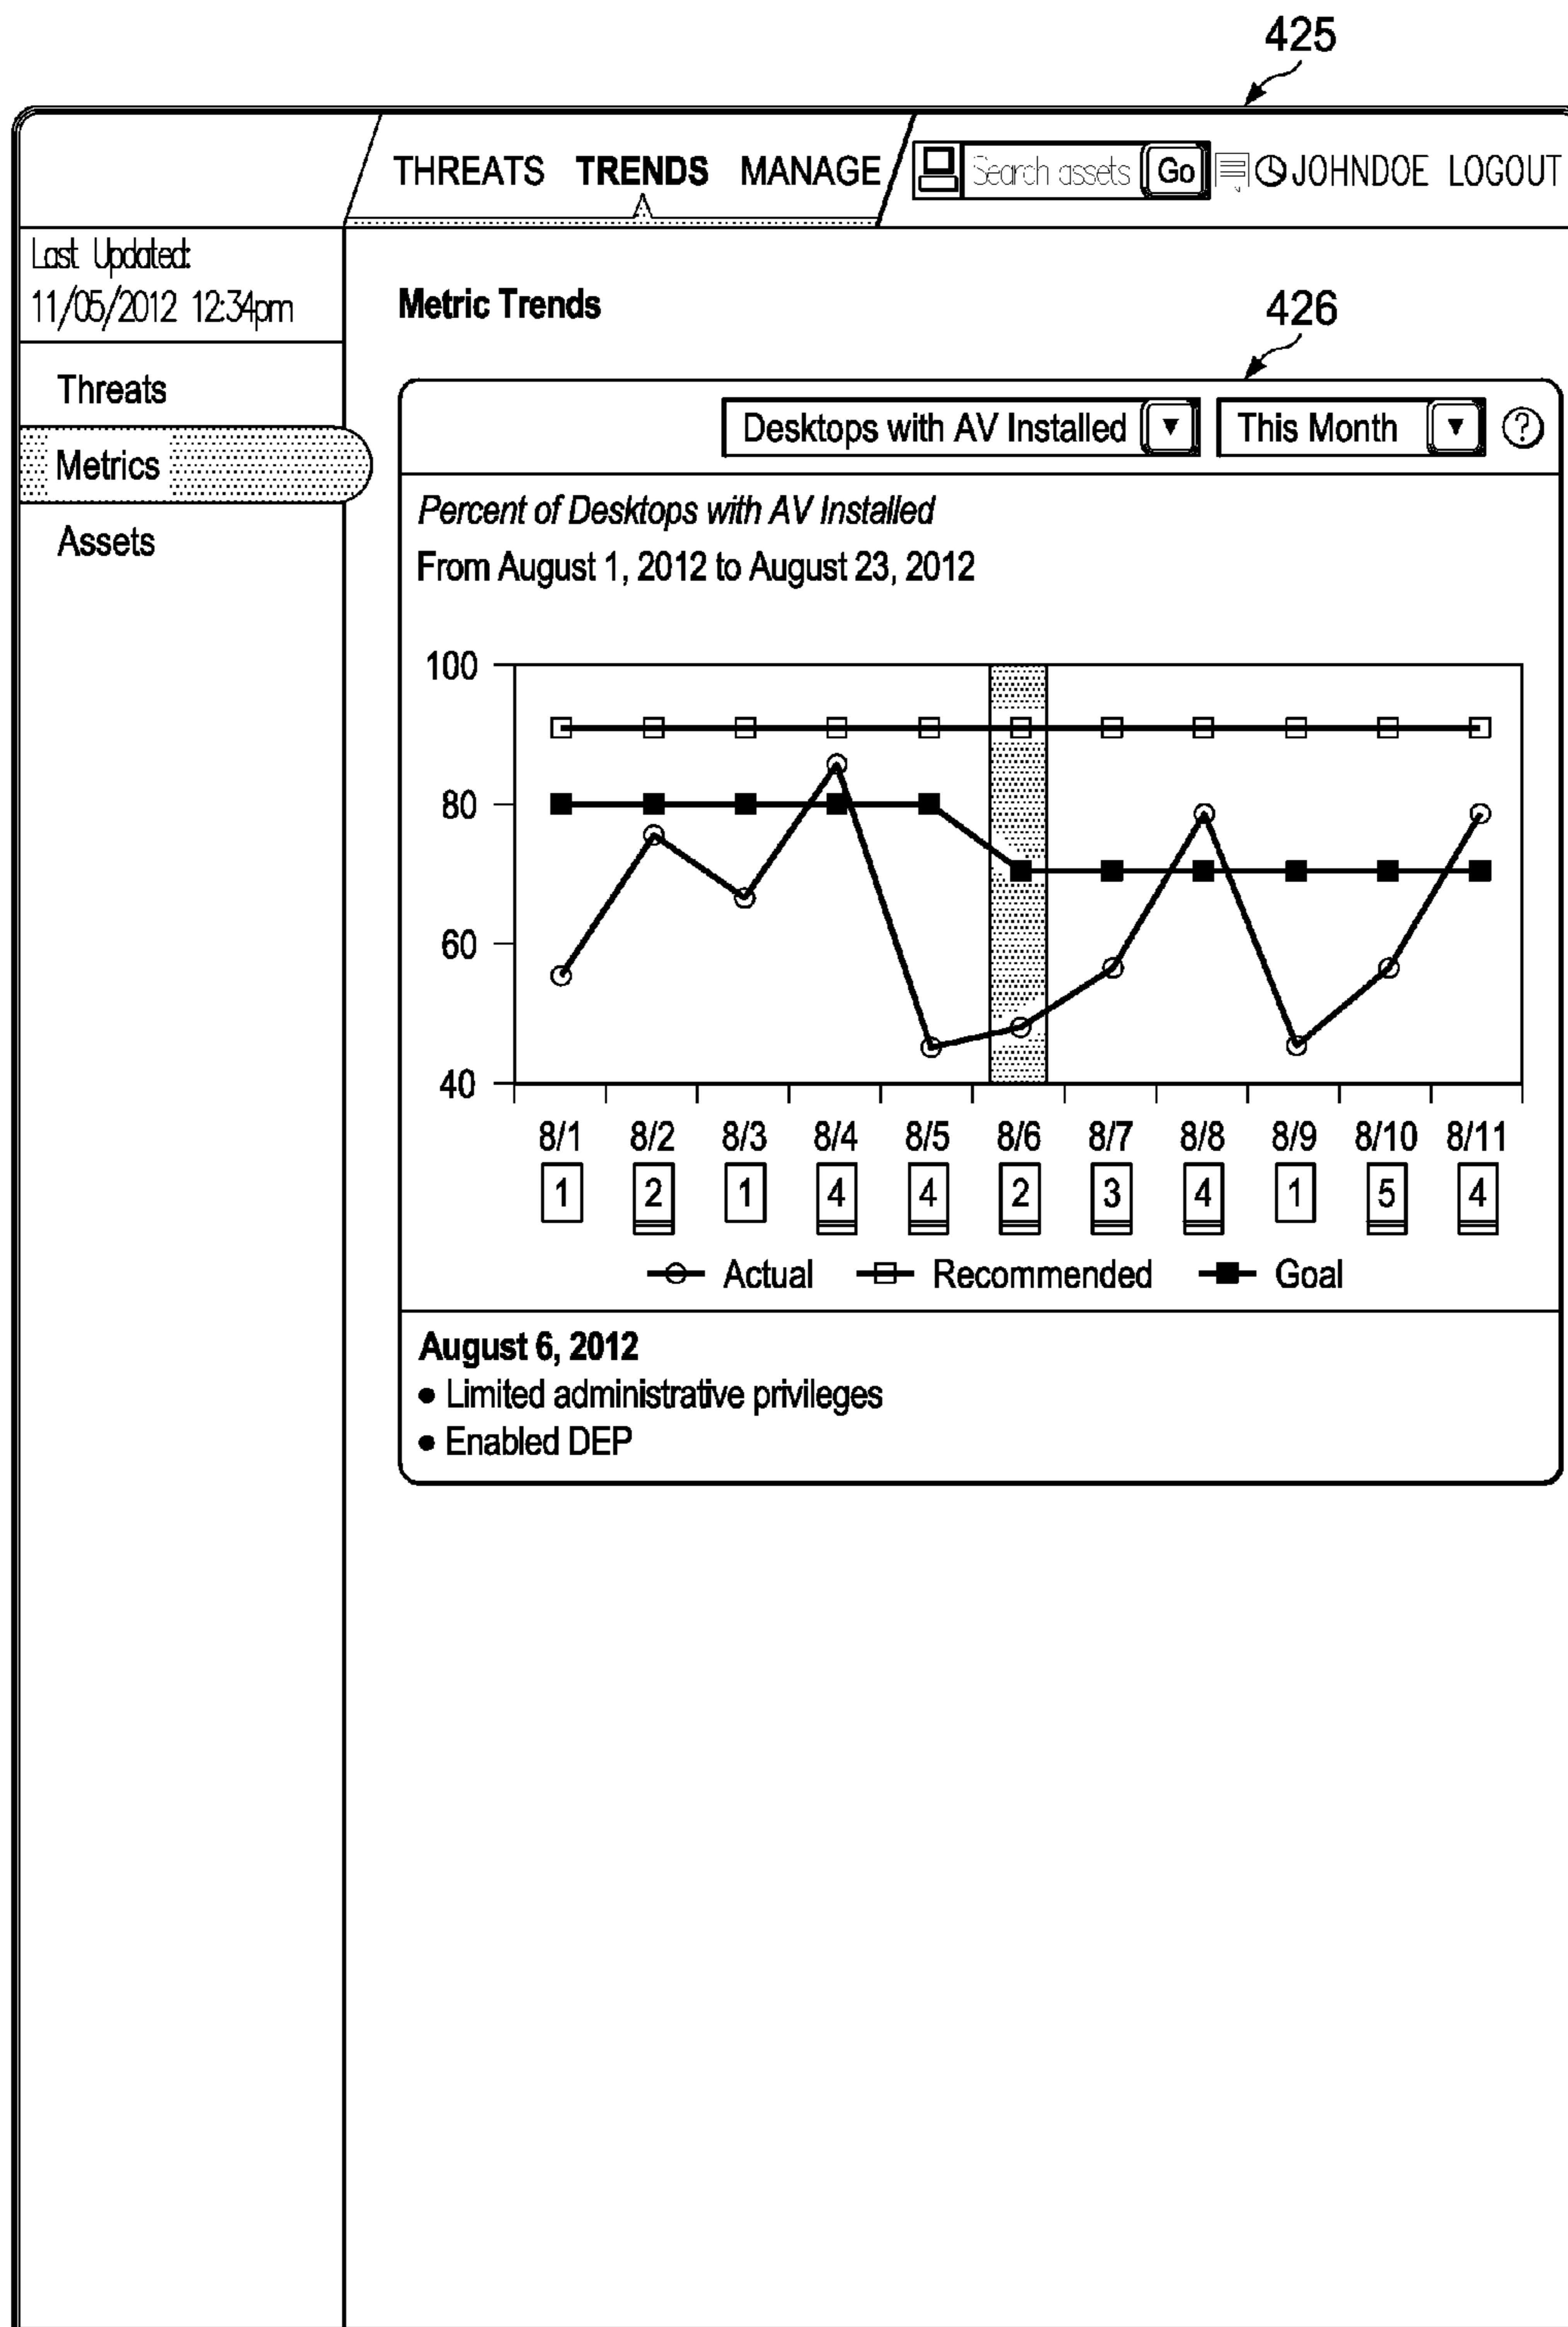 425
THREATS TRENDS MANAGE Search assets Go JOHNDOE LOGOUT
Last Updated:
11/05/2012 12:34pm
Threats
Metrics
Assets
Metric Trends
426
Desktops with AV Installed ▼ This Month ▼ ?
Percent of Desktops with AV Installed
From August 1, 2012 to August 23, 2012
100
80
60
40
8/1 8/2 8/3 8/4 8/5 8/6 8/7 8/8 8/9 8/10 8/11
1 2 1 4 4 2 3 4 1 5 4
Actual Recommended Goal
August 6, 2012
• Limited administrative privileges
• Enabled DEP